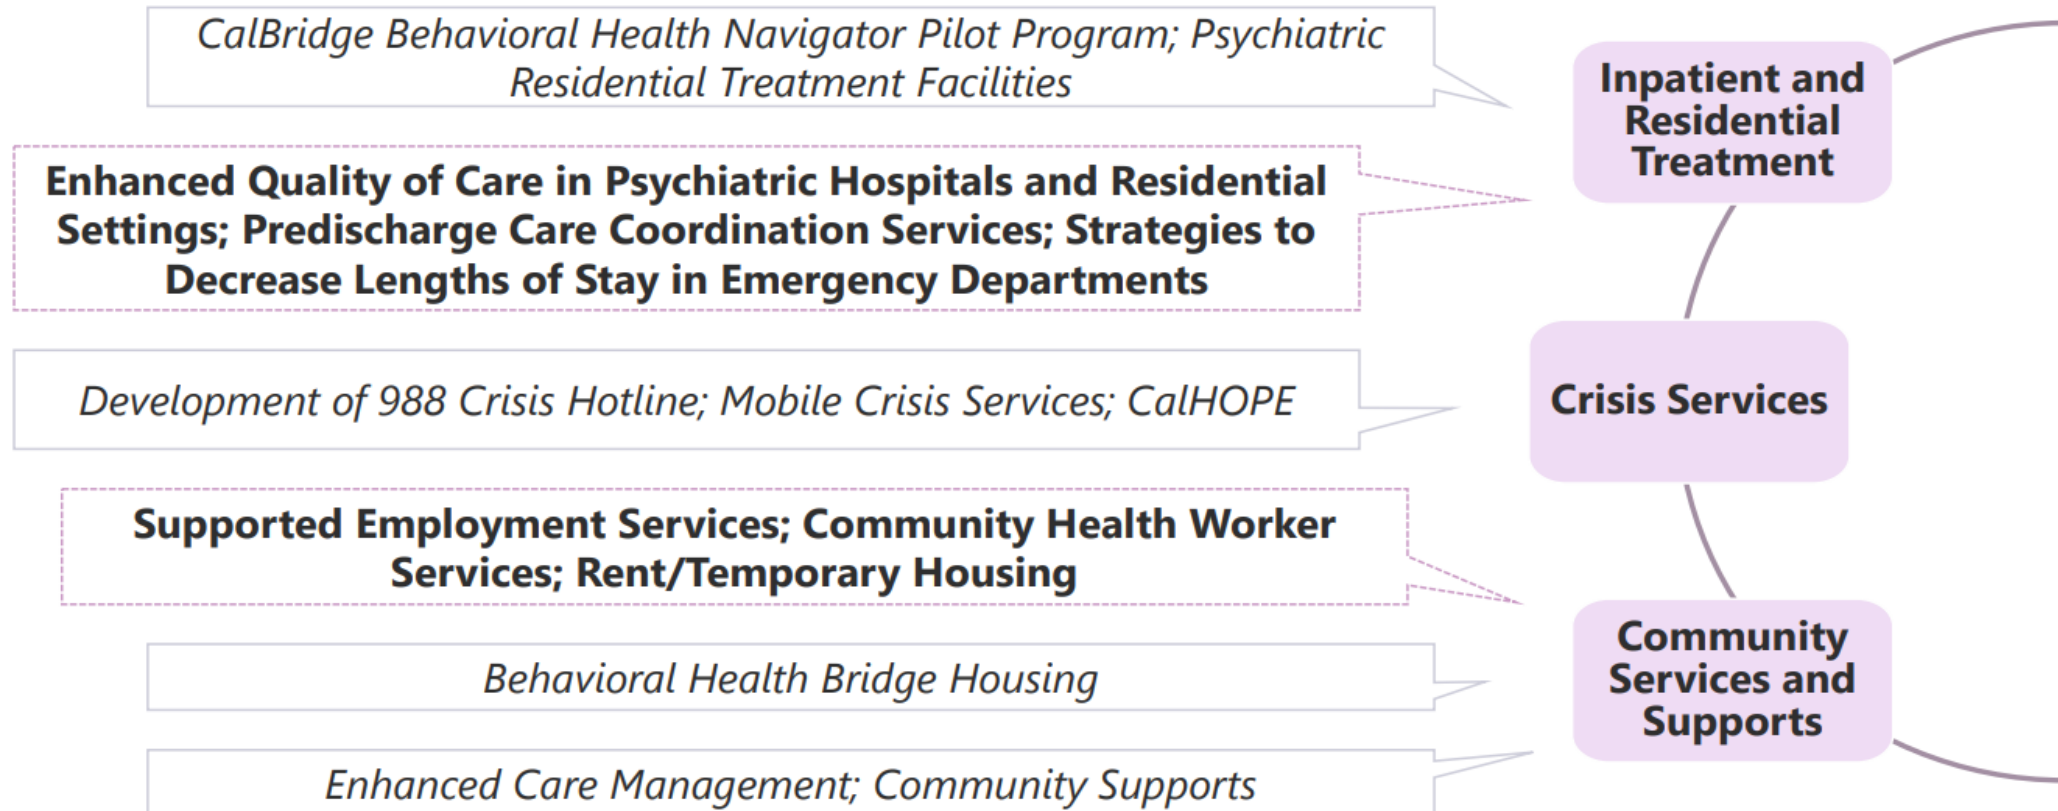 CalBridge Behavioral Health Navigator Pilot Program; Psychiatric
Residential Treatment Facilities
Inpatient and
Residential
Treatment
Enhanced Quality of Care in Psychiatric Hospitals and Residential
Settings; Predischarge Care Coordination Services; Strategies to
Decrease Lengths of Stay in Emergency Departments
Development of 988 Crisis Hotline; Mobile Crisis Services; CalHOPE
Crisis Services
Supported Employment Services; Community Health Worker
Services; Rent/Temporary Housing
Behavioral Health Bridge Housing
Community
Services and
Supports
Enhanced Care Management; Community Supports